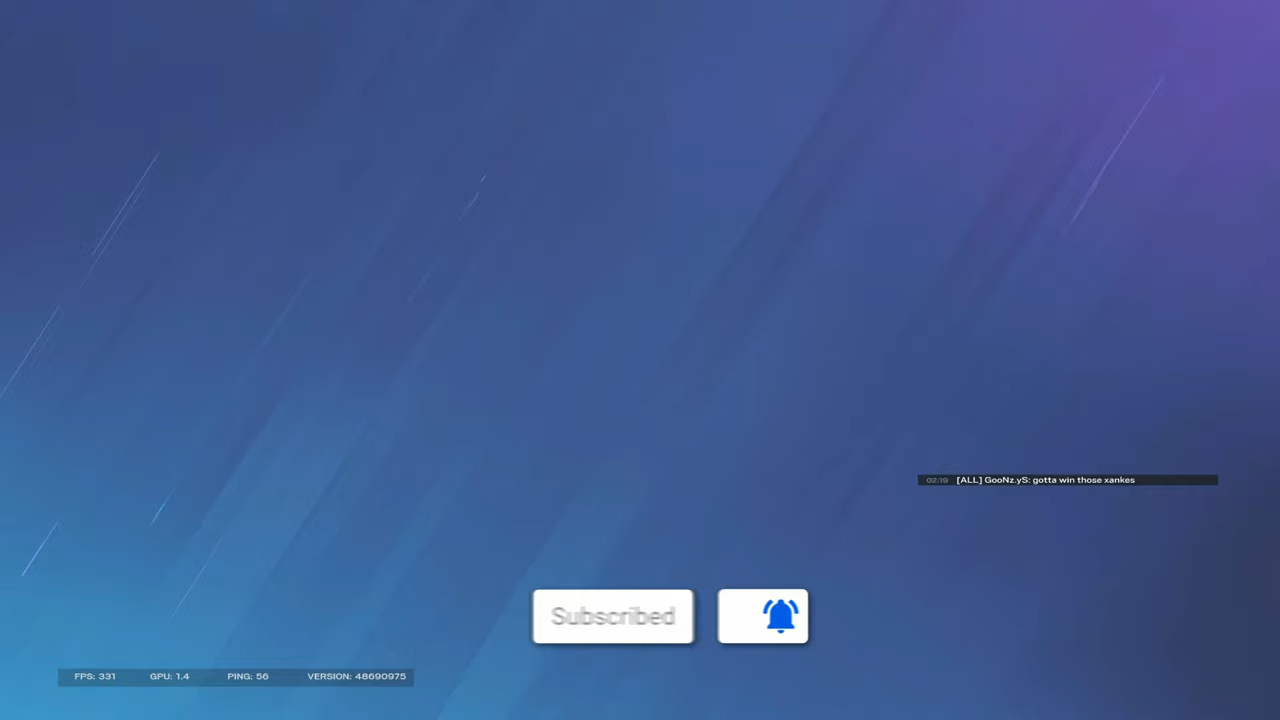 02:19 [ALL] GooNz.yS: gotta win those xankes
Subscribed
FPS: 331 GPU: 1.4 PING: 56 VERSION: 48690975